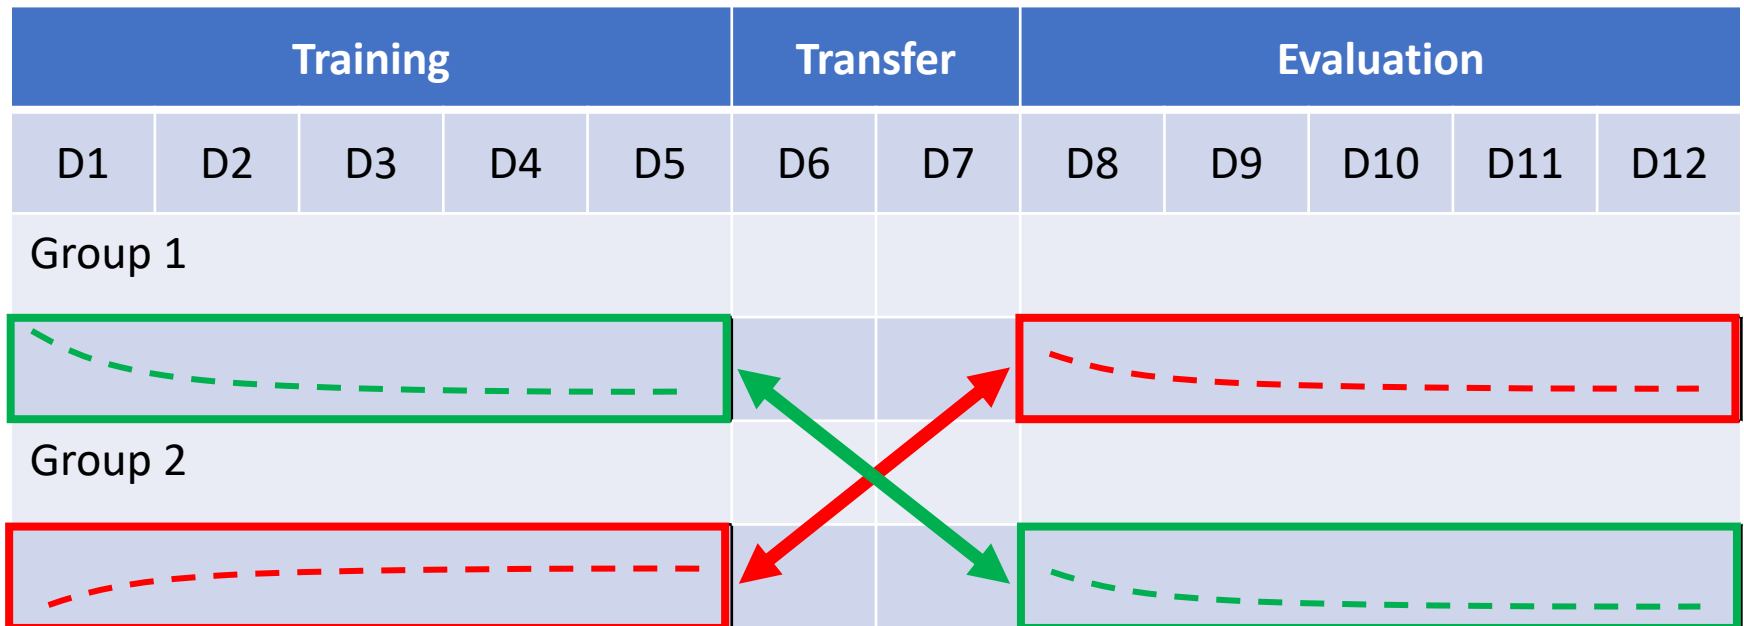 Training Transfer Evaluation
D1 D2 D3 D4 D5 D6 D7 D8 D9 D10 D11 D12
Group 1
Group 2